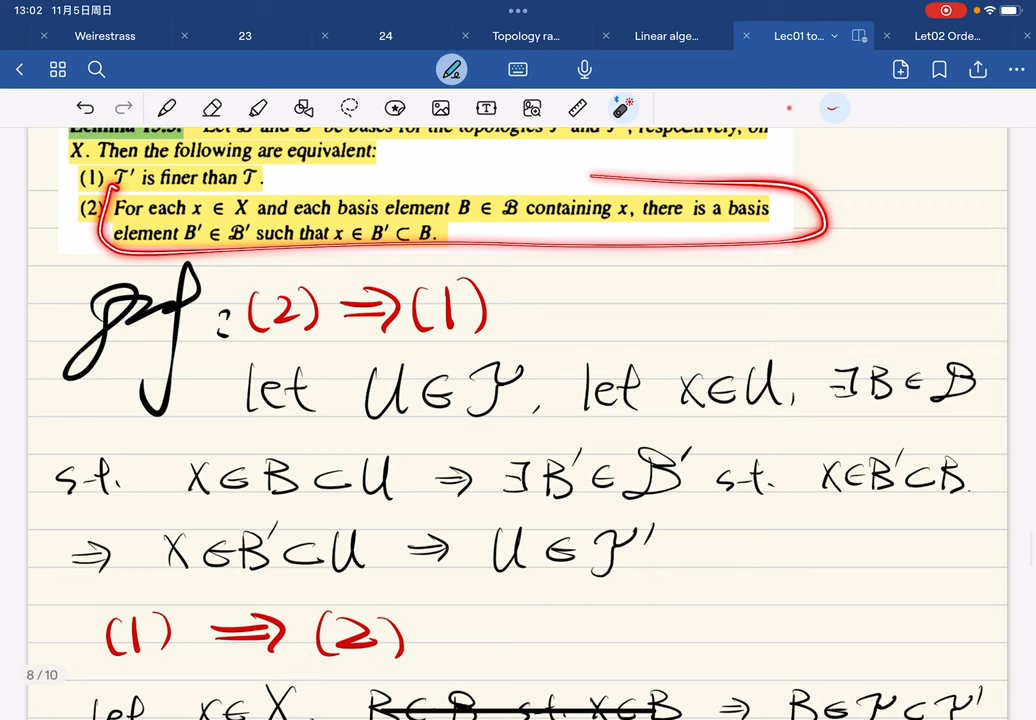 13:02 11月5日周日
Weirestrass 23 24 Topology ra... Linear alge... Lec01 to... Let02 Orde...
X. Then the following are equivalent:
(1) 𝒯′ is finer than 𝒯.
(2) For each x ∈ X and each basis element B ∈ ℬ containing x, there is a basis
element B′ ∈ ℬ′ such that x ∈ B′ ⊂ B.
: (2) ⇒ (1)
let U ∈ 𝒯, let x ∈ U, ∃ B ∈ ℬ
s.t. x ∈ B ⊂ U ⇒ ∃ B′ ∈ ℬ′ s.t. x ∈ B′ ⊂ B.
⇒ x ∈ B′ ⊂ U ⇒ U ∈ 𝒯′
(1) ⇒ (2)
8 / 10
let x ∈ X, B ∈ ℬ s.t. x ∈ B ⇒ B ∈ 𝒯 ⊂ 𝒯′